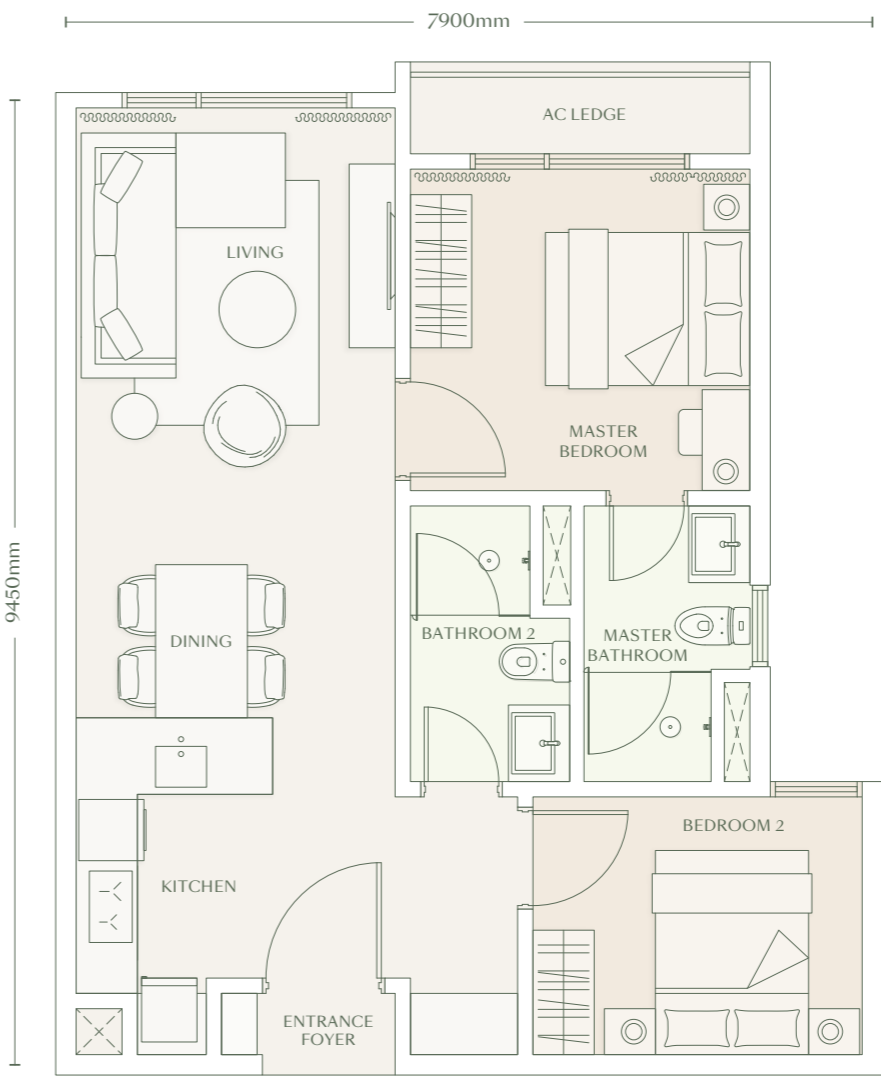 7900mm
AC LEDGE
LIVING
MASTER
BEDROOM
9450mm
DINING
BATHROOM 2
MASTER
BATHROOM
BEDROOM 2
KITCHEN
ENTRANCE
FOYER